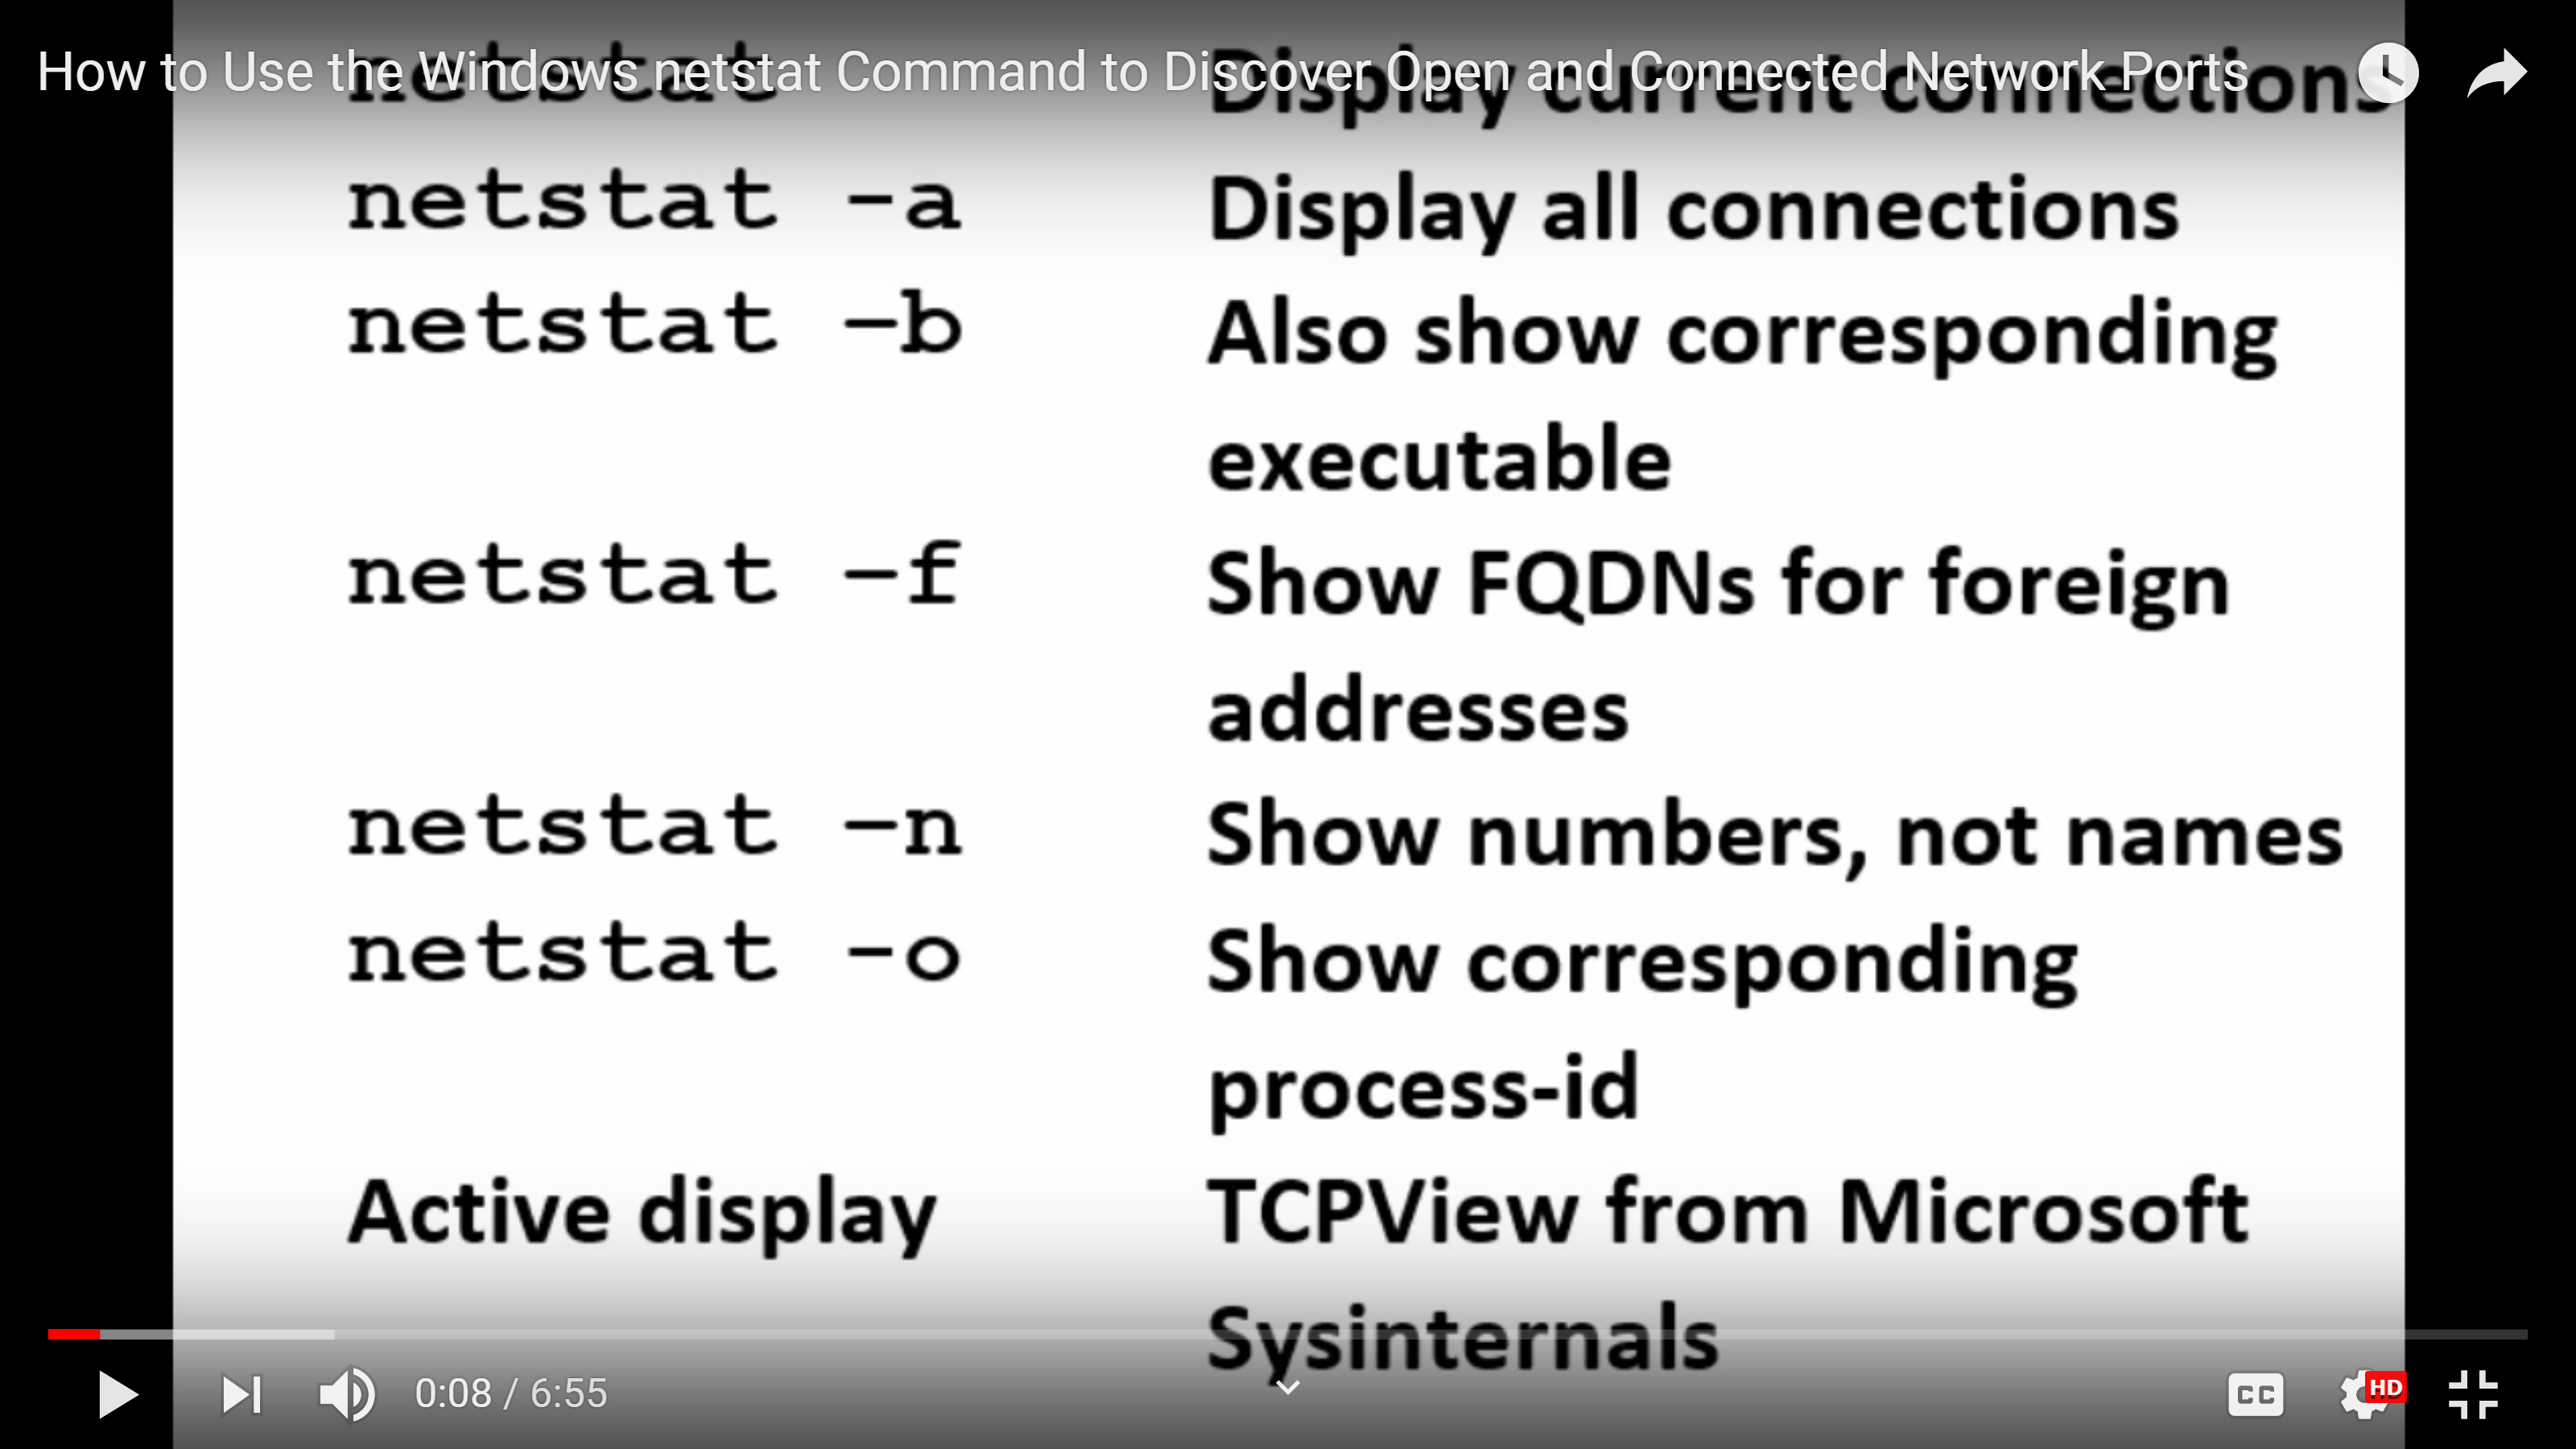 How to Use the Windows netstat Command to Discover Open and Connected Network Ports
netstat Display current connections
netstat -a Display all connections
netstat –b Also show corresponding
executable
netstat –f Show FQDNs for foreign
addresses
netstat –n Show numbers, not names
netstat -o Show corresponding
process-id
Active display TCPView from Microsoft
Sysinternals
0:08 / 6:55
CC
HD